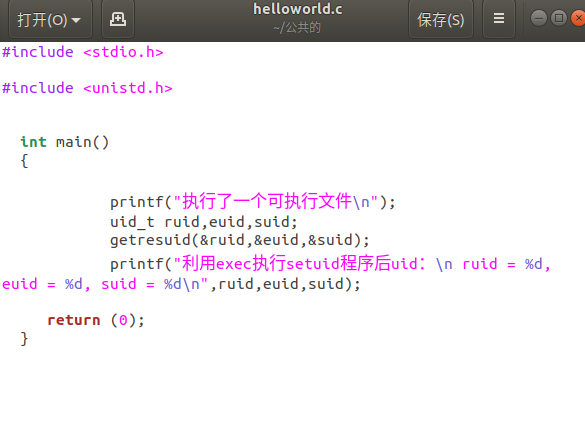 打开(O)
helloworld.c
~/公共的
保存(S)
#include <stdio.h>
#include <unistd.h>
int main()
{
printf("执行了一个可执行文件\n");
uid_t ruid,euid,suid;
getresuid(&ruid,&euid,&suid);
printf("利用exec执行setuid程序后uid：\n ruid = %d,
euid = %d, suid = %d\n",ruid,euid,suid);
return (0);
}